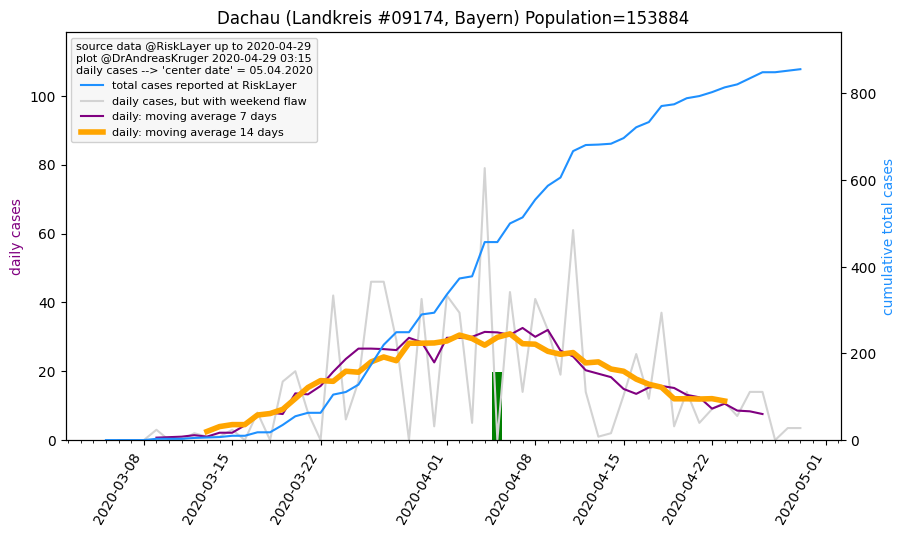 Dachau (Landkreis #09174, Bayern) Population=153884
source data @RiskLayer up to 2020-04-29
plot @DrAndreasKruger 2020-04-29 03:15
daily cases --> 'center date' = 05.04.2020
total cases reported at RiskLayer
daily cases, but with weekend flaw
daily: moving average 7 days
daily: moving average 14 days
daily cases
0
20
40
60
80
100
cumulative total cases
0
200
400
600
800
2020-03-08
2020-03-15
2020-03-22
2020-04-01
2020-04-08
2020-04-15
2020-04-22
2020-05-01